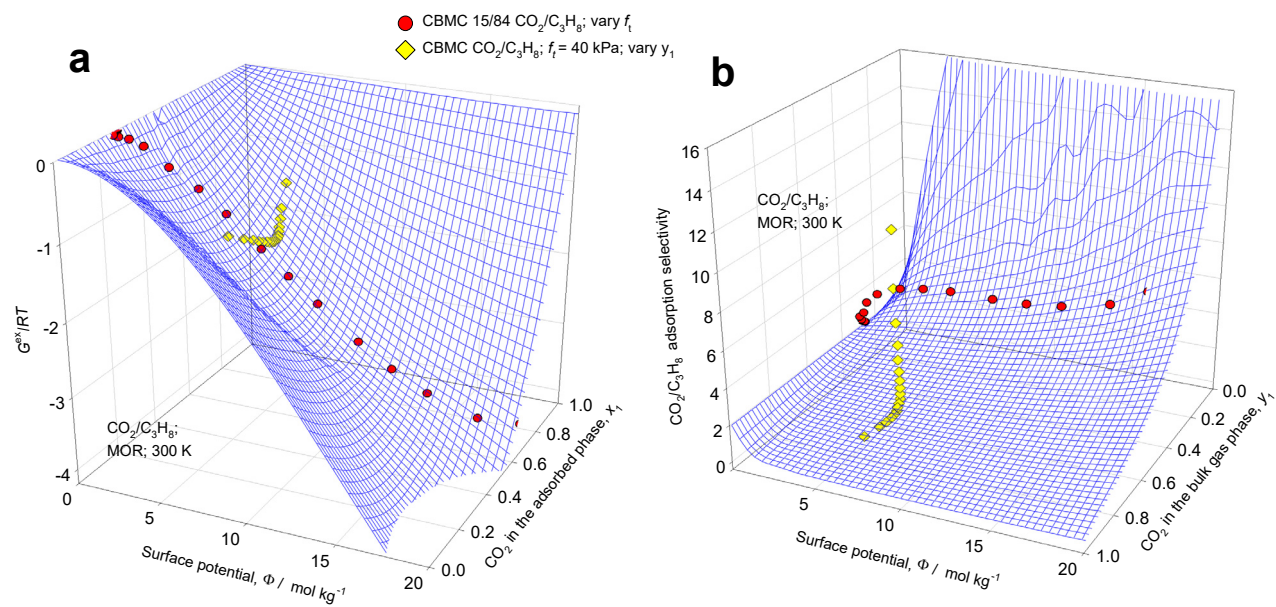 CBMC 15/84 CO₂/C₃H₈; vary fₜ
CBMC CO₂/C₃H₈; fₜ = 40 kPa; vary y₁
a
0
-1
-2
-3
-4
Gᵉˣ/RT
CO₂/C₃H₈;
MOR; 300 K
0
5
10
15
20
Surface potential, Φ / mol kg⁻¹
0.0
0.2
0.4
0.6
0.8
1.0
CO₂ in the adsorbed phase, x₁
b
16
14
12
10
8
6
4
2
0
CO₂/C₃H₈ adsorption selectivity
CO₂/C₃H₈;
MOR; 300 K
5
10
15
20
Surface potential, Φ / mol kg⁻¹
0.0
0.2
0.4
0.6
0.8
1.0
CO₂ in the bulk gas phase, y₁